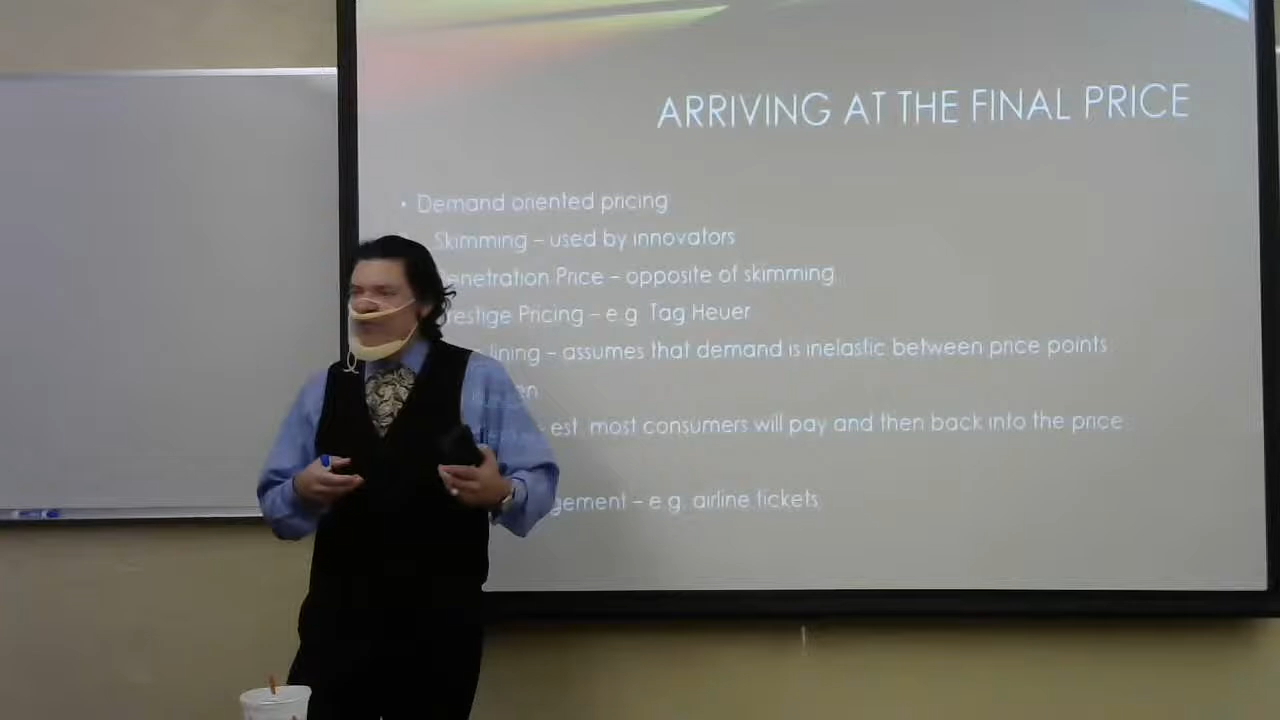 ARRIVING AT THE FINAL PRICE
• Demand oriented pricing
Skimming – used by innovators
enetration Price – opposite of skimming
restige Pricing – e.g. Tag Heuer
lining – assumes that demand is inelastic between price points
en
– est. most consumers will pay and then back into the price
gement – e.g. airline tickets